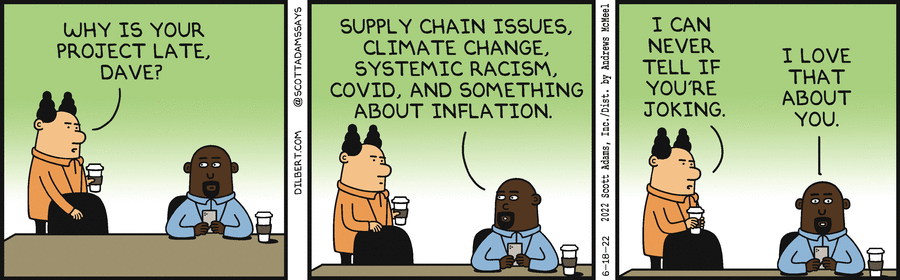 WHY IS YOUR
PROJECT LATE,
DAVE?
DILBERT.COM @SCOTTADAMSSAYS
SUPPLY CHAIN ISSUES,
CLIMATE CHANGE,
SYSTEMIC RACISM,
COVID, AND SOMETHING
ABOUT INFLATION.
6-18-22 2022 Scott Adams, Inc./Dist. by Andrews McMeel
I CAN
NEVER
TELL IF
YOU'RE
JOKING.
I LOVE
THAT
ABOUT
YOU.